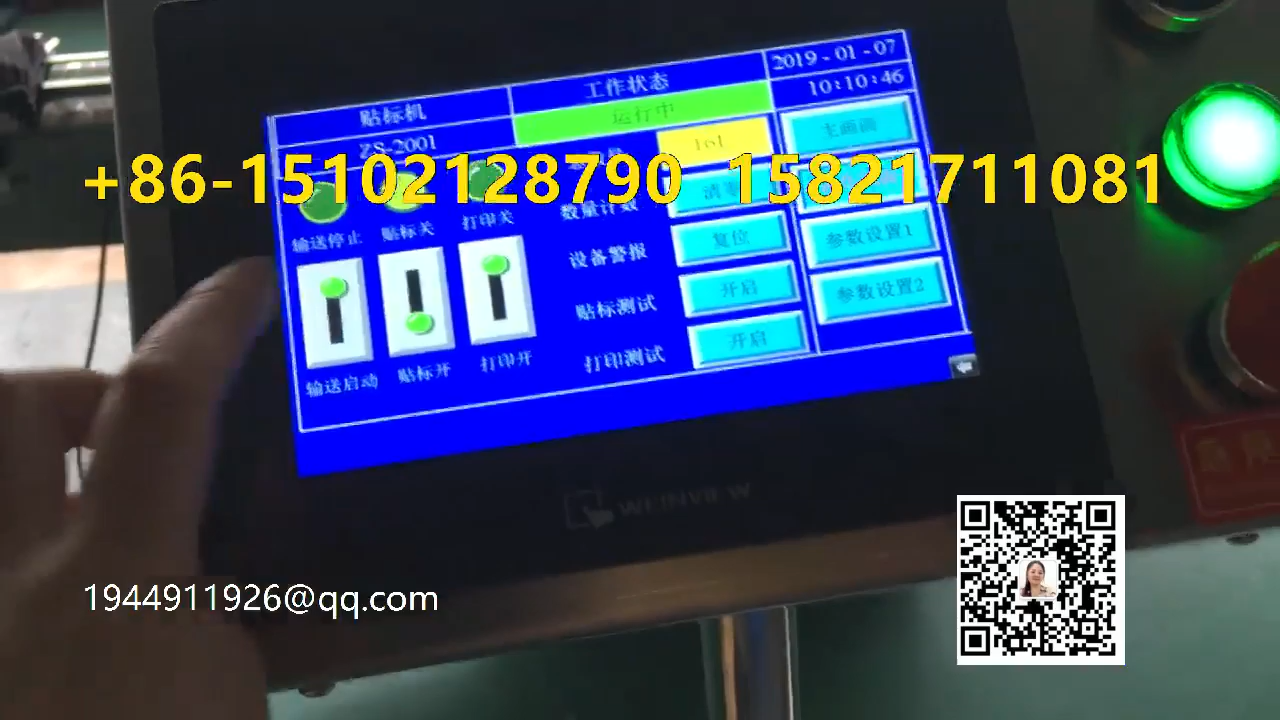 贴标机
工作状态
2019 - 01 - 07
ZS-2001
运行中
10:10:46
161
主画面
+86-15102128790 15821711081
输送停止
贴标关
打印关
数量计数
清零
设备警报
复位
参数设置1
贴标测试
开启
参数设置2
输送启动
贴标开
打印开
打印测试
开启
WEINVIEW
1944911926@qq.com